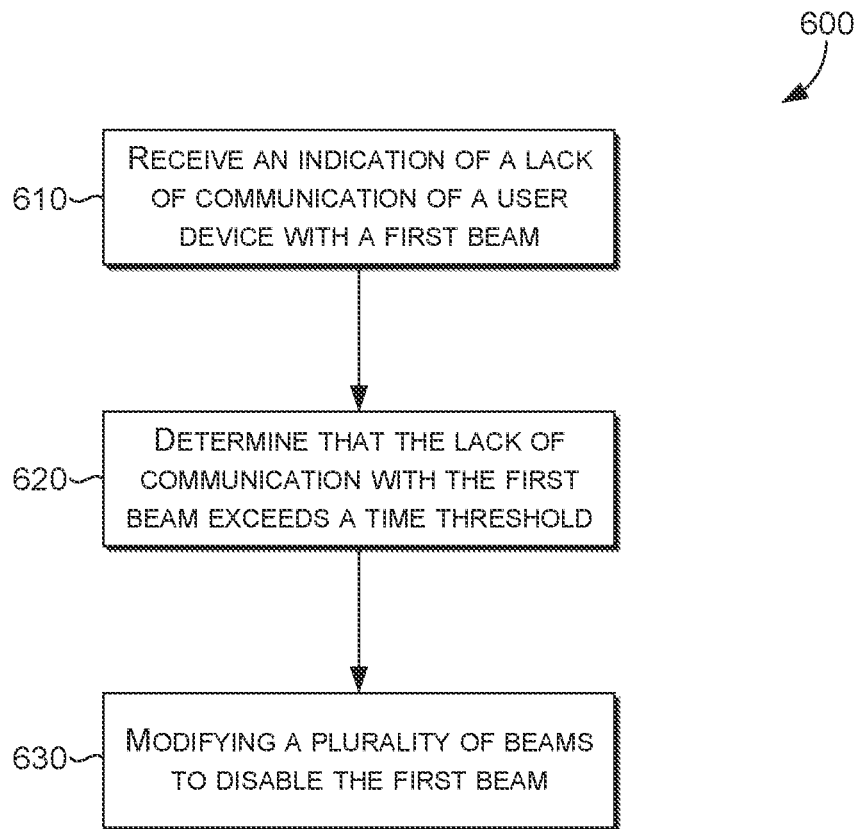 600
RECEIVE AN INDICATION OF A LACK
OF COMMUNICATION OF A USER
DEVICE WITH A FIRST BEAM
610
DETERMINE THAT THE LACK OF
COMMUNICATION WITH THE FIRST
BEAM EXCEEDS A TIME THRESHOLD
620
MODIFYING A PLURALITY OF BEAMS
TO DISABLE THE FIRST BEAM
630